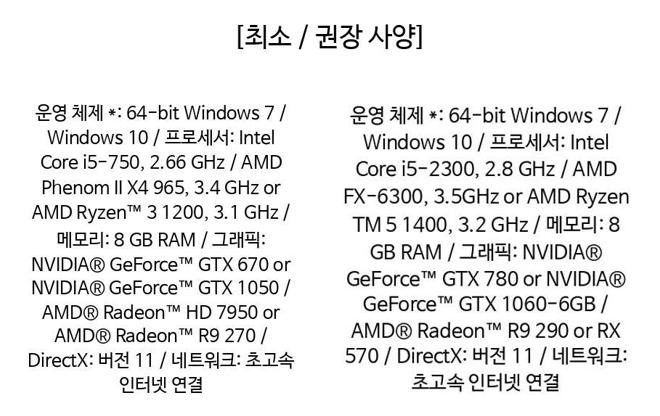 [최소 / 권장 사양]
운영 체제 *: 64-bit Windows 7 /
Windows 10 / 프로세서: Intel
Core i5-750, 2.66 GHz / AMD
Phenom II X4 965, 3.4 GHz or
AMD Ryzen™ 3 1200, 3.1 GHz /
메모리: 8 GB RAM / 그래픽:
NVIDIA® GeForce™ GTX 670 or
NVIDIA® GeForce™ GTX 1050 /
AMD® Radeon™ HD 7950 or
AMD® Radeon™ R9 270 /
DirectX: 버전 11 / 네트워크: 초고속
인터넷 연결
운영 체제 *: 64-bit Windows 7 /
Windows 10 / 프로세서: Intel
Core i5-2300, 2.8 GHz / AMD
FX-6300, 3.5GHz or AMD Ryzen
TM 5 1400, 3.2 GHz / 메모리: 8
GB RAM / 그래픽: NVIDIA®
GeForce™ GTX 780 or NVIDIA®
GeForce™ GTX 1060-6GB /
AMD® Radeon™ R9 290 or RX
570 / DirectX: 버전 11 / 네트워크:
초고속 인터넷 연결